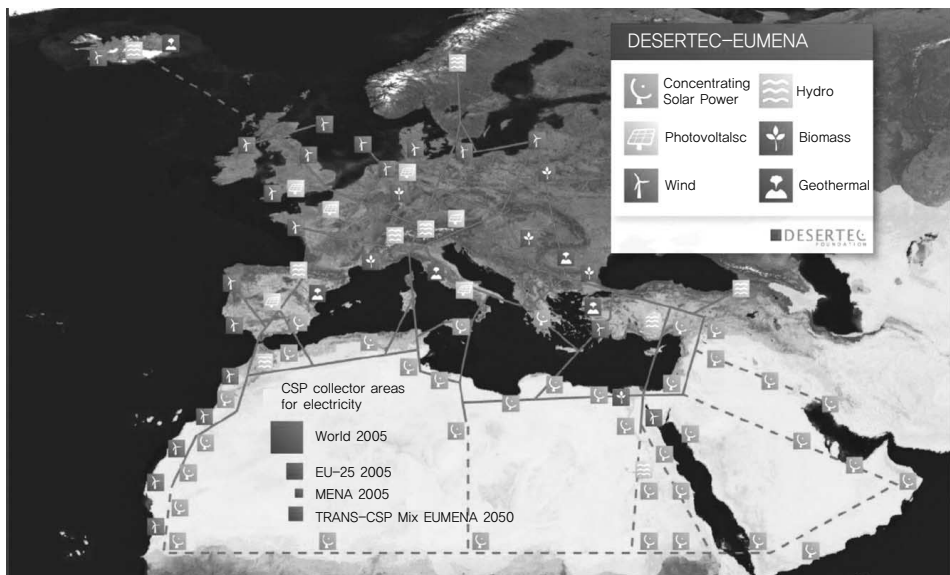 DESERTEC-EUMENA
Concentrating
Solar Power
Hydro
Photovoltalsc
Biomass
Wind
Geothermal
DESERTEC
FOUNDATION
CSP collector areas
for electricity
World 2005
EU-25 2005
MENA 2005
TRANS-CSP Mix EUMENA 2050